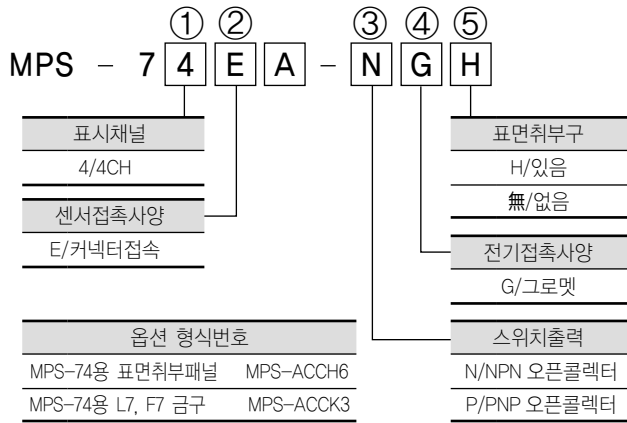 ① ② ③ ④ ⑤
MPS - 7 4 E A - N G H
표시채널
4/4CH
센서접촉사양
E/커넥터접속
표면취부구
H/있음
無/없음
전기접촉사양
G/그로멧
스위치출력
N/NPN 오픈콜렉터
P/PNP 오픈콜렉터
옵션 형식번호
MPS-74용 표면취부패널 MPS-ACCH6
MPS-74용 L7, F7 금구 MPS-ACCK3